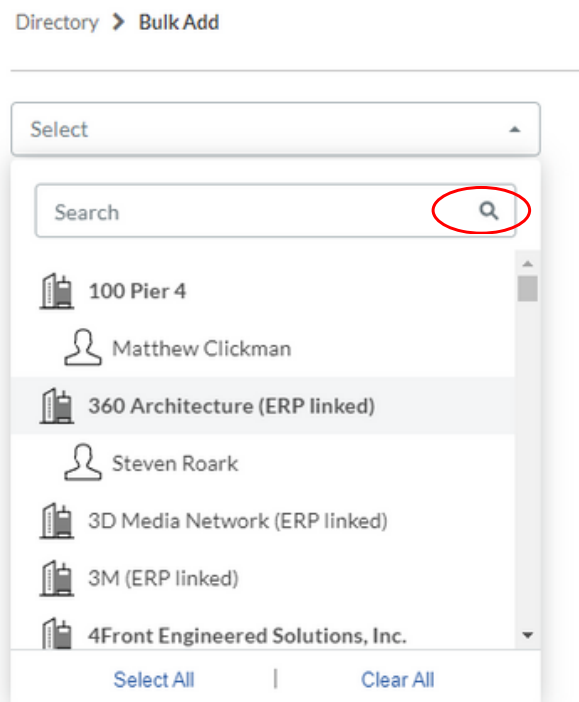 Directory > Bulk Add
Select
Search
100 Pier 4
Matthew Clickman
360 Architecture (ERP linked)
Steven Roark
3D Media Network (ERP linked)
3M (ERP linked)
4Front Engineered Solutions, Inc.
Select All | Clear All